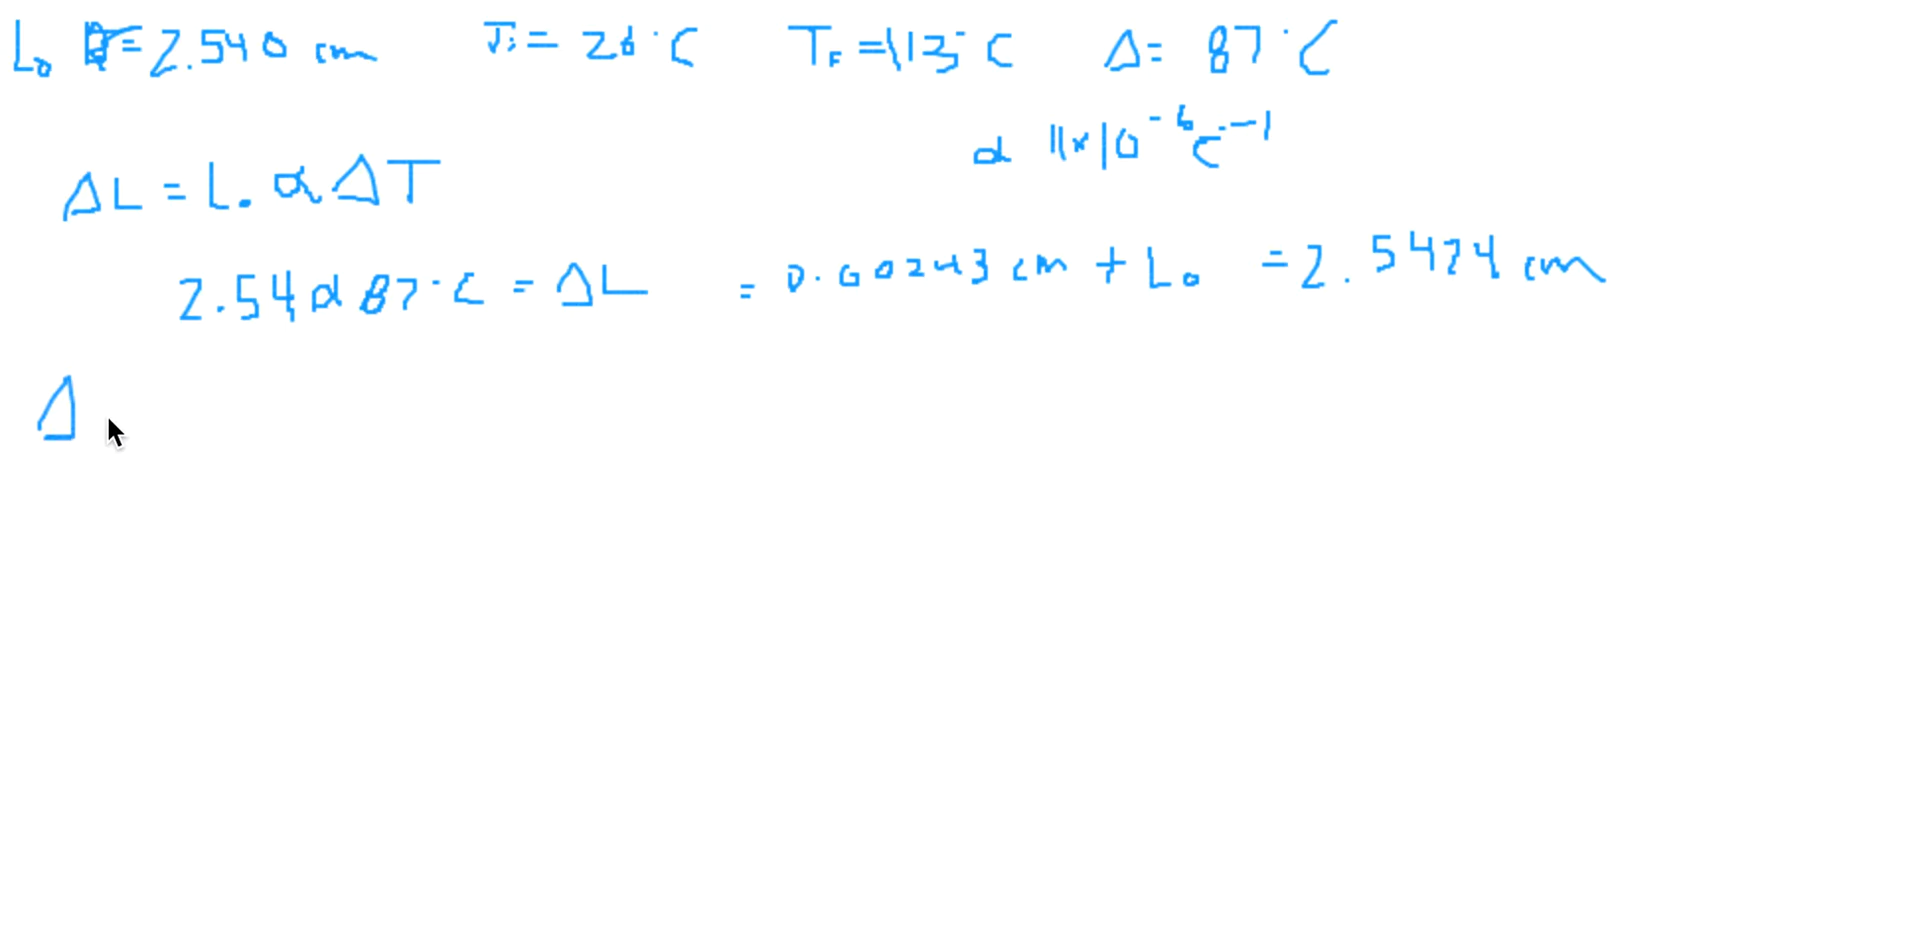 L₀ = 2.540 cm Tᵢ = 26°C T_F = 113°C Δ = 87°C
α 11×10⁻⁶ C°⁻¹
ΔL = L₀ α ΔT
2.54 α 87°C = ΔL = 0.00243 cm + L₀ = 2.5424 cm
Δ